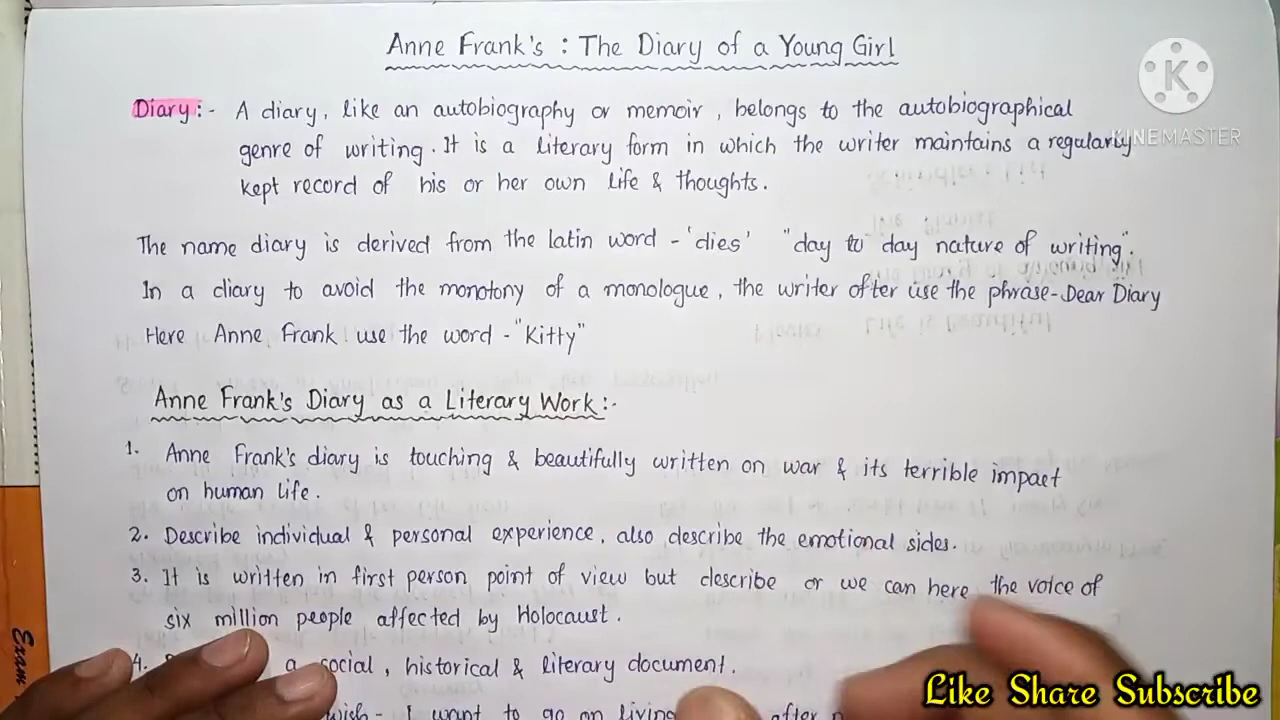 Anne Frank's : The Diary of a Young Girl
K
KINEMASTER
Diary:- A diary, like an autobiography or memoir, belongs to the autobiographical
genre of writing. It is a literary form in which the writer maintains a regularly
kept record of his or her own life & thoughts.
The name diary is derived from the latin word - 'dies' "day to day nature of writing".
In a diary to avoid the monotony of a monologue, the writer ofter use the phrase-Dear Diary
Here Anne Frank use the word - "Kitty"
Anne Frank's Diary as a Literary Work:-
1. Anne Frank's diary is touching & beautifully written on war & its terrible impact
on human life.
2. Describe individual & personal experience, also describe the emotional sides.
3. It is written in first person point of view but describe or we can here the voice of
six million people affected by Holocaust.
4. a social, historical & literary document.
wish - I want to go on living after
Exam
Like Share Subscribe